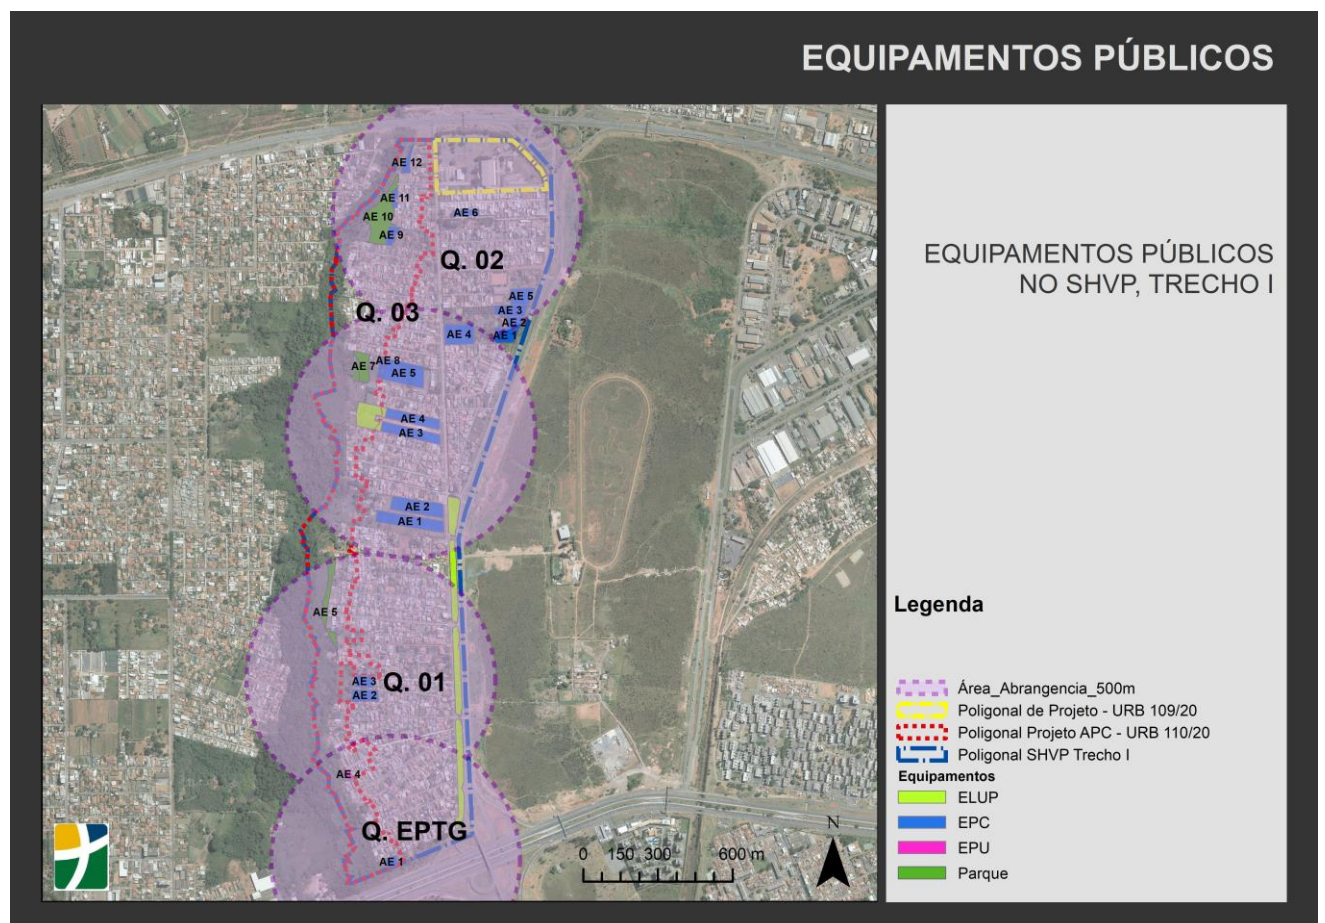 EQUIPAMENTOS PÚBLICOS
EQUIPAMENTOS PÚBLICOS
NO SHVP, TRECHO I
AE 12
AE 11
AE 10
AE 6
AE 9
Q. 02
AE 5
AE 3
AE 2
AE 1
Q. 03
AE 4
AE 8
AE 7
AE 5
AE 4
AE 3
AE 2
AE 1
AE 5
AE 3
Q. 01
AE 2
AE 4
Q. EPTG
AE 1
N
0 150 300 600 m
Legenda
Área_Abrangencia_500m
Poligonal de Projeto - URB 109/20
Poligonal Projeto APC - URB 110/20
Poligonal SHVP Trecho I
Equipamentos
ELUP
EPC
EPU
Parque